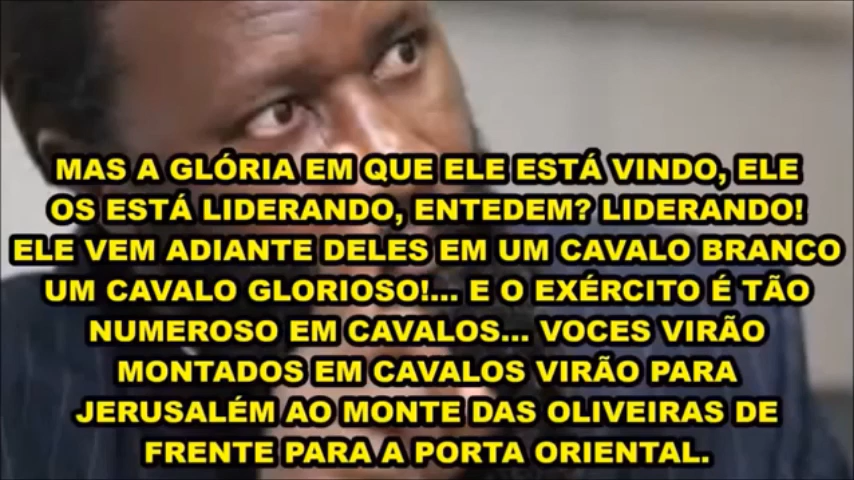 MAS A GLÓRIA EM QUE ELE ESTÁ VINDO, ELE
OS ESTÁ LIDERANDO, ENTEDEM? LIDERANDO!
ELE VEM ADIANTE DELES EM UM CAVALO BRANCO
UM CAVALO GLORIOSO!... E O EXÉRCITO É TÃO
NUMEROSO EM CAVALOS... VOCES VIRÃO
MONTADOS EM CAVALOS VIRÃO PARA
JERUSALÉM AO MONTE DAS OLIVEIRAS DE
FRENTE PARA A PORTA ORIENTAL.